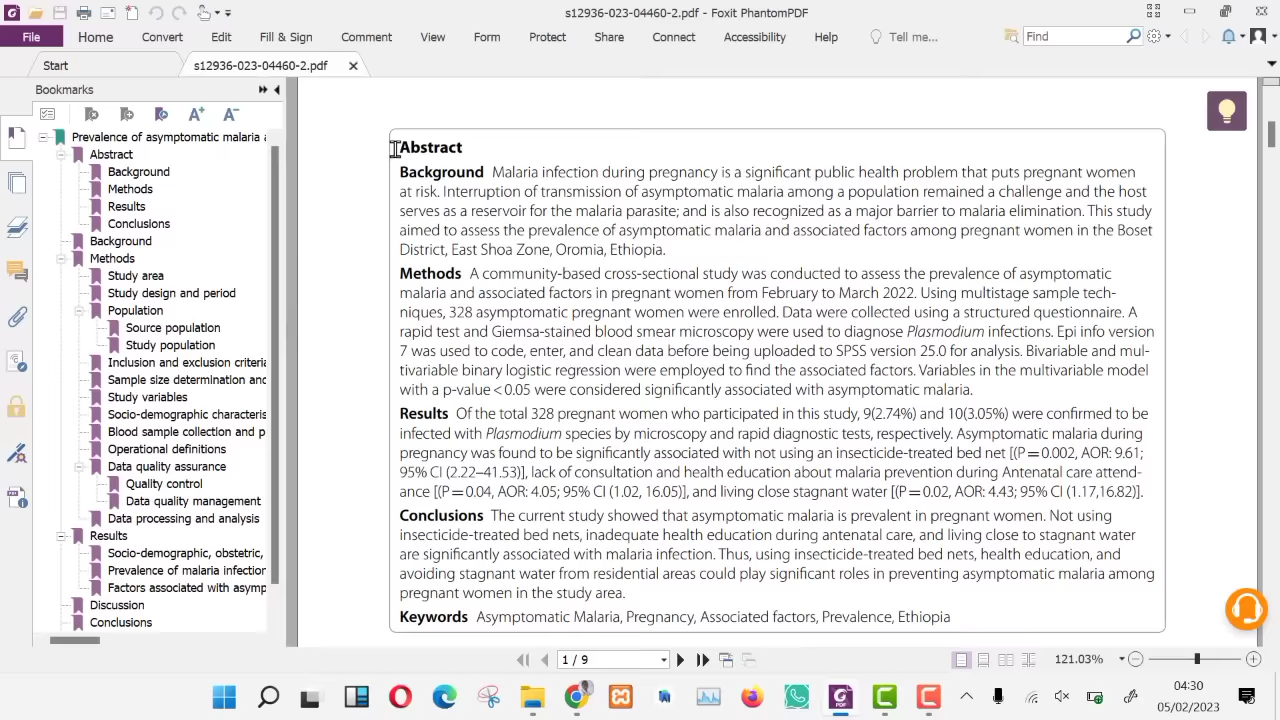 s12936-023-04460-2.pdf - Foxit PhantomPDF
File Home Convert Edit Fill & Sign Comment View Form Protect Share Connect Accessibility Help Tell me... Find
Start s12936-023-04460-2.pdf
Bookmarks
Prevalence of asymptomatic malaria a
Abstract
Background
Methods
Results
Conclusions
Background
Methods
Study area
Study design and period
Population
Source population
Study population
Inclusion and exclusion criteria
Sample size determination and
Study variables
Socio-demographic characteris
Blood sample collection and p
Operational definitions
Data quality assurance
Quality control
Data quality management
Data processing and analysis
Results
Socio-demographic, obstetric,
Prevalence of malaria infection
Factors associated with asymp
Discussion
Conclusions
Abstract
Background Malaria infection during pregnancy is a significant public health problem that puts pregnant women
at risk. Interruption of transmission of asymptomatic malaria among a population remained a challenge and the host
serves as a reservoir for the malaria parasite; and is also recognized as a major barrier to malaria elimination. This study
aimed to assess the prevalence of asymptomatic malaria and associated factors among pregnant women in the Boset
District, East Shoa Zone, Oromia, Ethiopia.
Methods A community-based cross-sectional study was conducted to assess the prevalence of asymptomatic
malaria and associated factors in pregnant women from February to March 2022. Using multistage sample tech-
niques, 328 asymptomatic pregnant women were enrolled. Data were collected using a structured questionnaire. A
rapid test and Giemsa-stained blood smear microscopy were used to diagnose Plasmodium infections. Epi info version
7 was used to code, enter, and clean data before being uploaded to SPSS version 25.0 for analysis. Bivariable and mul-
tivariable binary logistic regression were employed to find the associated factors. Variables in the multivariable model
with a p-value < 0.05 were considered significantly associated with asymptomatic malaria.
Results Of the total 328 pregnant women who participated in this study, 9(2.74%) and 10(3.05%) were confirmed to be
infected with Plasmodium species by microscopy and rapid diagnostic tests, respectively. Asymptomatic malaria during
pregnancy was found to be significantly associated with not using an insecticide-treated bed net [(P = 0.002, AOR: 9.61;
95% CI (2.22–41.53)], lack of consultation and health education about malaria prevention during Antenatal care attend-
ance [(P = 0.04, AOR: 4.05; 95% CI (1.02, 16.05)], and living close stagnant water [(P = 0.02, AOR: 4.43; 95% CI (1.17,16.82)].
Conclusions The current study showed that asymptomatic malaria is prevalent in pregnant women. Not using
insecticide-treated bed nets, inadequate health education during antenatal care, and living close to stagnant water
are significantly associated with malaria infection. Thus, using insecticide-treated bed nets, health education, and
avoiding stagnant water from residential areas could play significant roles in preventing asymptomatic malaria among
pregnant women in the study area.
Keywords Asymptomatic Malaria, Pregnancy, Associated factors, Prevalence, Ethiopia
1 / 9 121.03%
04:30
05/02/2023